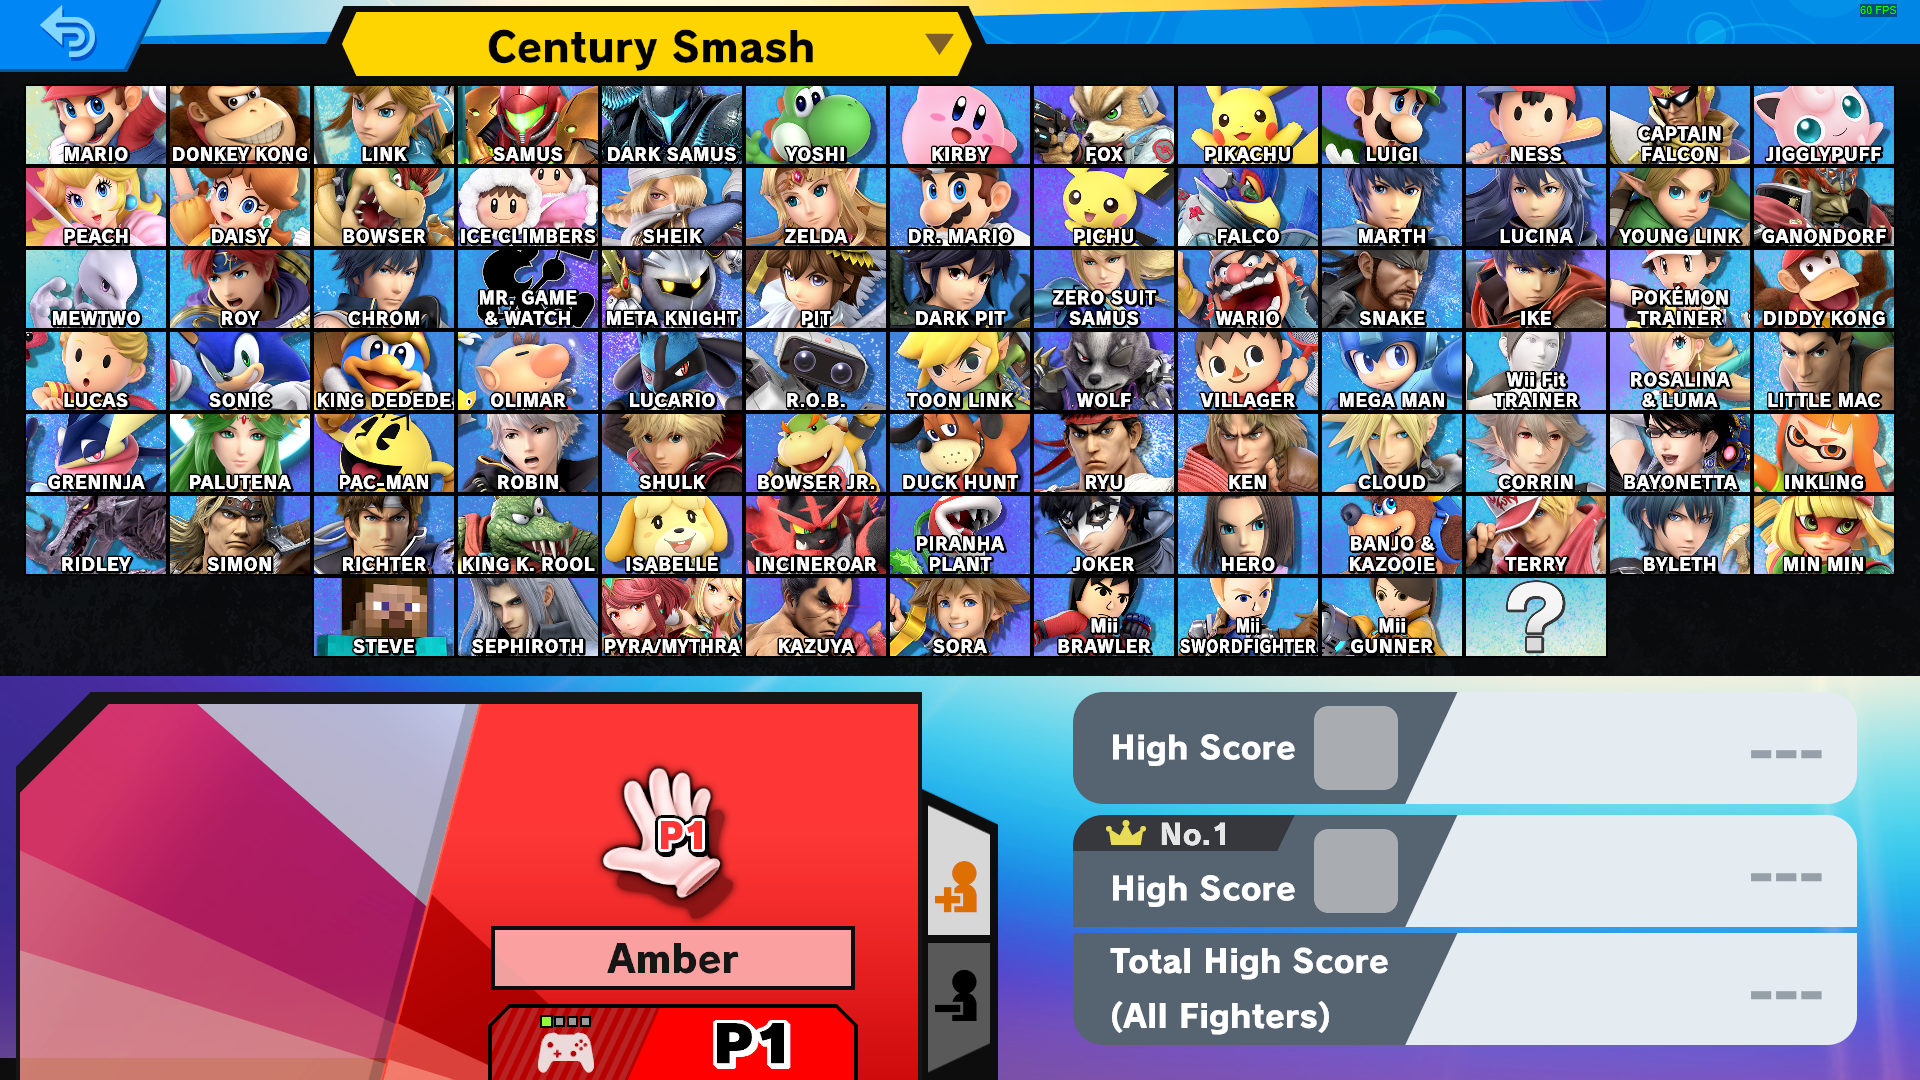 60 FPS
Century Smash
MARIO
DONKEY KONG
LINK
SAMUS
DARK SAMUS
YOSHI
KIRBY
FOX
PIKACHU
LUIGI
NESS
CAPTAIN
FALCON
JIGGLYPUFF
PEACH
DAISY
BOWSER
ICE CLIMBERS
SHEIK
ZELDA
DR. MARIO
PICHU
FALCO
MARTH
LUCINA
YOUNG LINK
GANONDORF
MEWTWO
ROY
CHROM
MR. GAME
& WATCH
META KNIGHT
PIT
DARK PIT
ZERO SUIT
SAMUS
WARIO
SNAKE
IKE
POKÉMON
TRAINER
DIDDY KONG
LUCAS
SONIC
KING DEDEDE
OLIMAR
LUCARIO
R.O.B.
TOON LINK
WOLF
VILLAGER
MEGA MAN
Wii Fit
TRAINER
ROSALINA
& LUMA
LITTLE MAC
GRENINJA
PALUTENA
PAC-MAN
ROBIN
SHULK
BOWSER JR.
DUCK HUNT
RYU
KEN
CLOUD
CORRIN
BAYONETTA
INKLING
RIDLEY
SIMON
RICHTER
KING K. ROOL
ISABELLE
INCINEROAR
PIRANHA
PLANT
JOKER
HERO
BANJO &
KAZOOIE
TERRY
BYLETH
MIN MIN
STEVE
SEPHIROTH
PYRA/MYTHRA
KAZUYA
SORA
Mii
BRAWLER
Mii
SWORDFIGHTER
Mii
GUNNER
?
P1
Amber
P1
High Score ---
No.1
High Score ---
Total High Score
(All Fighters) ---